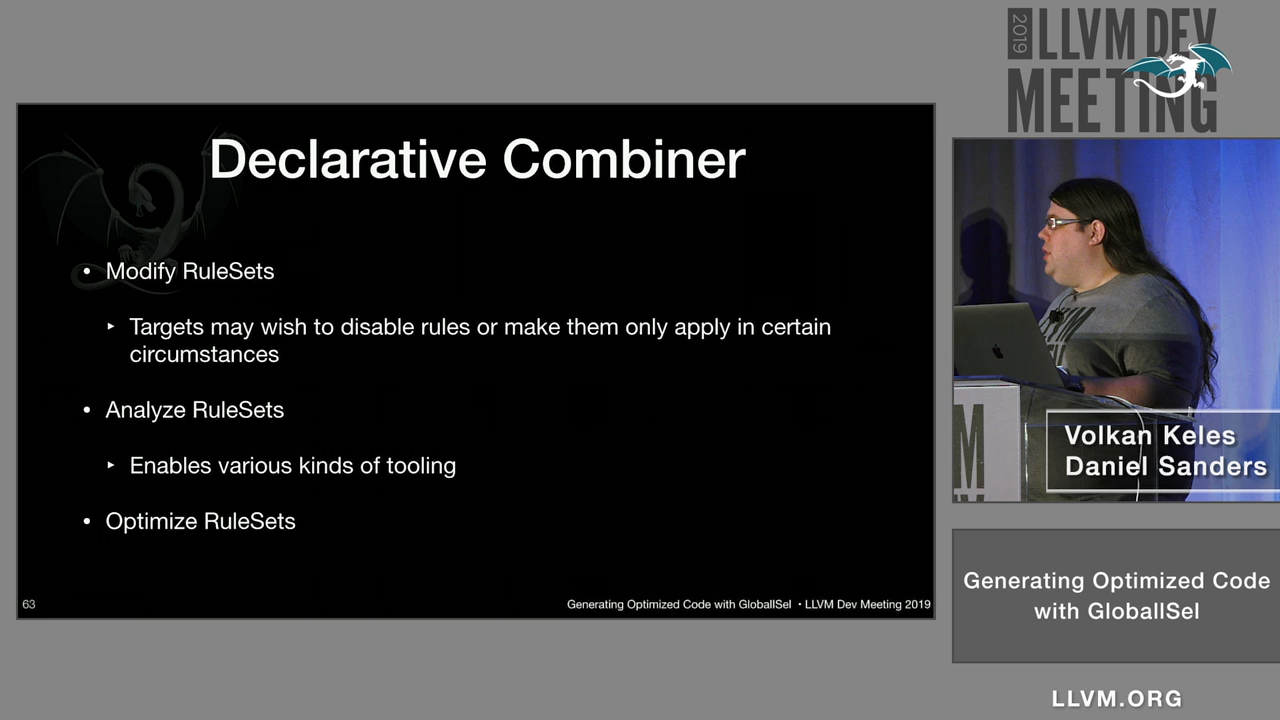 2019 LLVM DEV
MEETING
Declarative Combiner
• Modify RuleSets
‣ Targets may wish to disable rules or make them only apply in certain
circumstances
• Analyze RuleSets
‣ Enables various kinds of tooling
• Optimize RuleSets
63
Generating Optimized Code with GlobalISel • LLVM Dev Meeting 2019
Volkan Keles
Daniel Sanders
Generating Optimized Code
with GlobalISel
LLVM.ORG